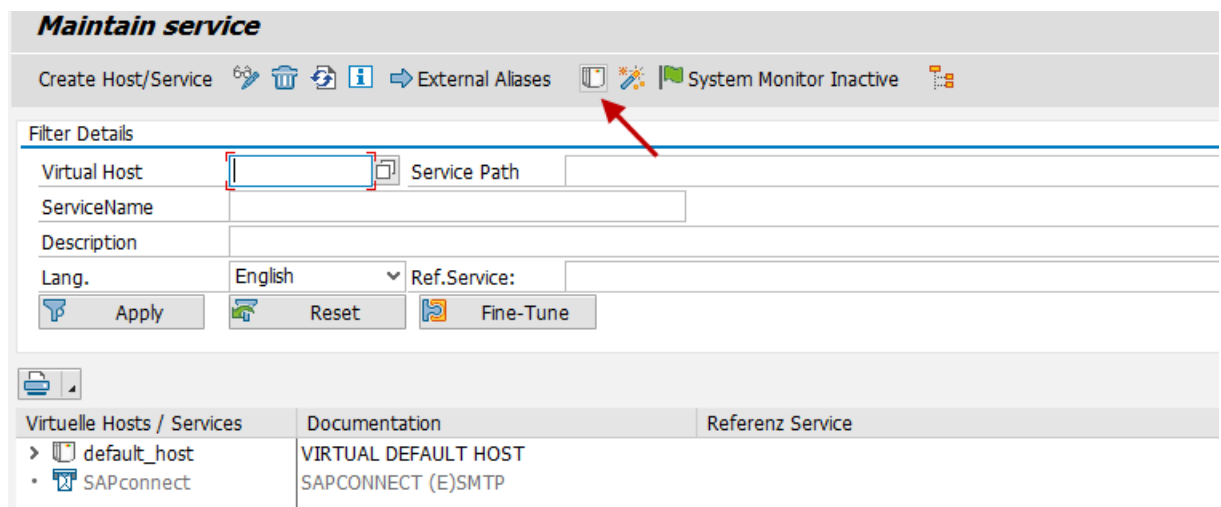 Maintain service
Create Host/Service External Aliases System Monitor Inactive
Filter Details
Virtual Host Service Path
ServiceName
Description
Lang. English Ref.Service:
Apply Reset Fine-Tune
Virtuelle Hosts / Services Documentation Referenz Service
default_host VIRTUAL DEFAULT HOST
SAPconnect SAPCONNECT (E)SMTP